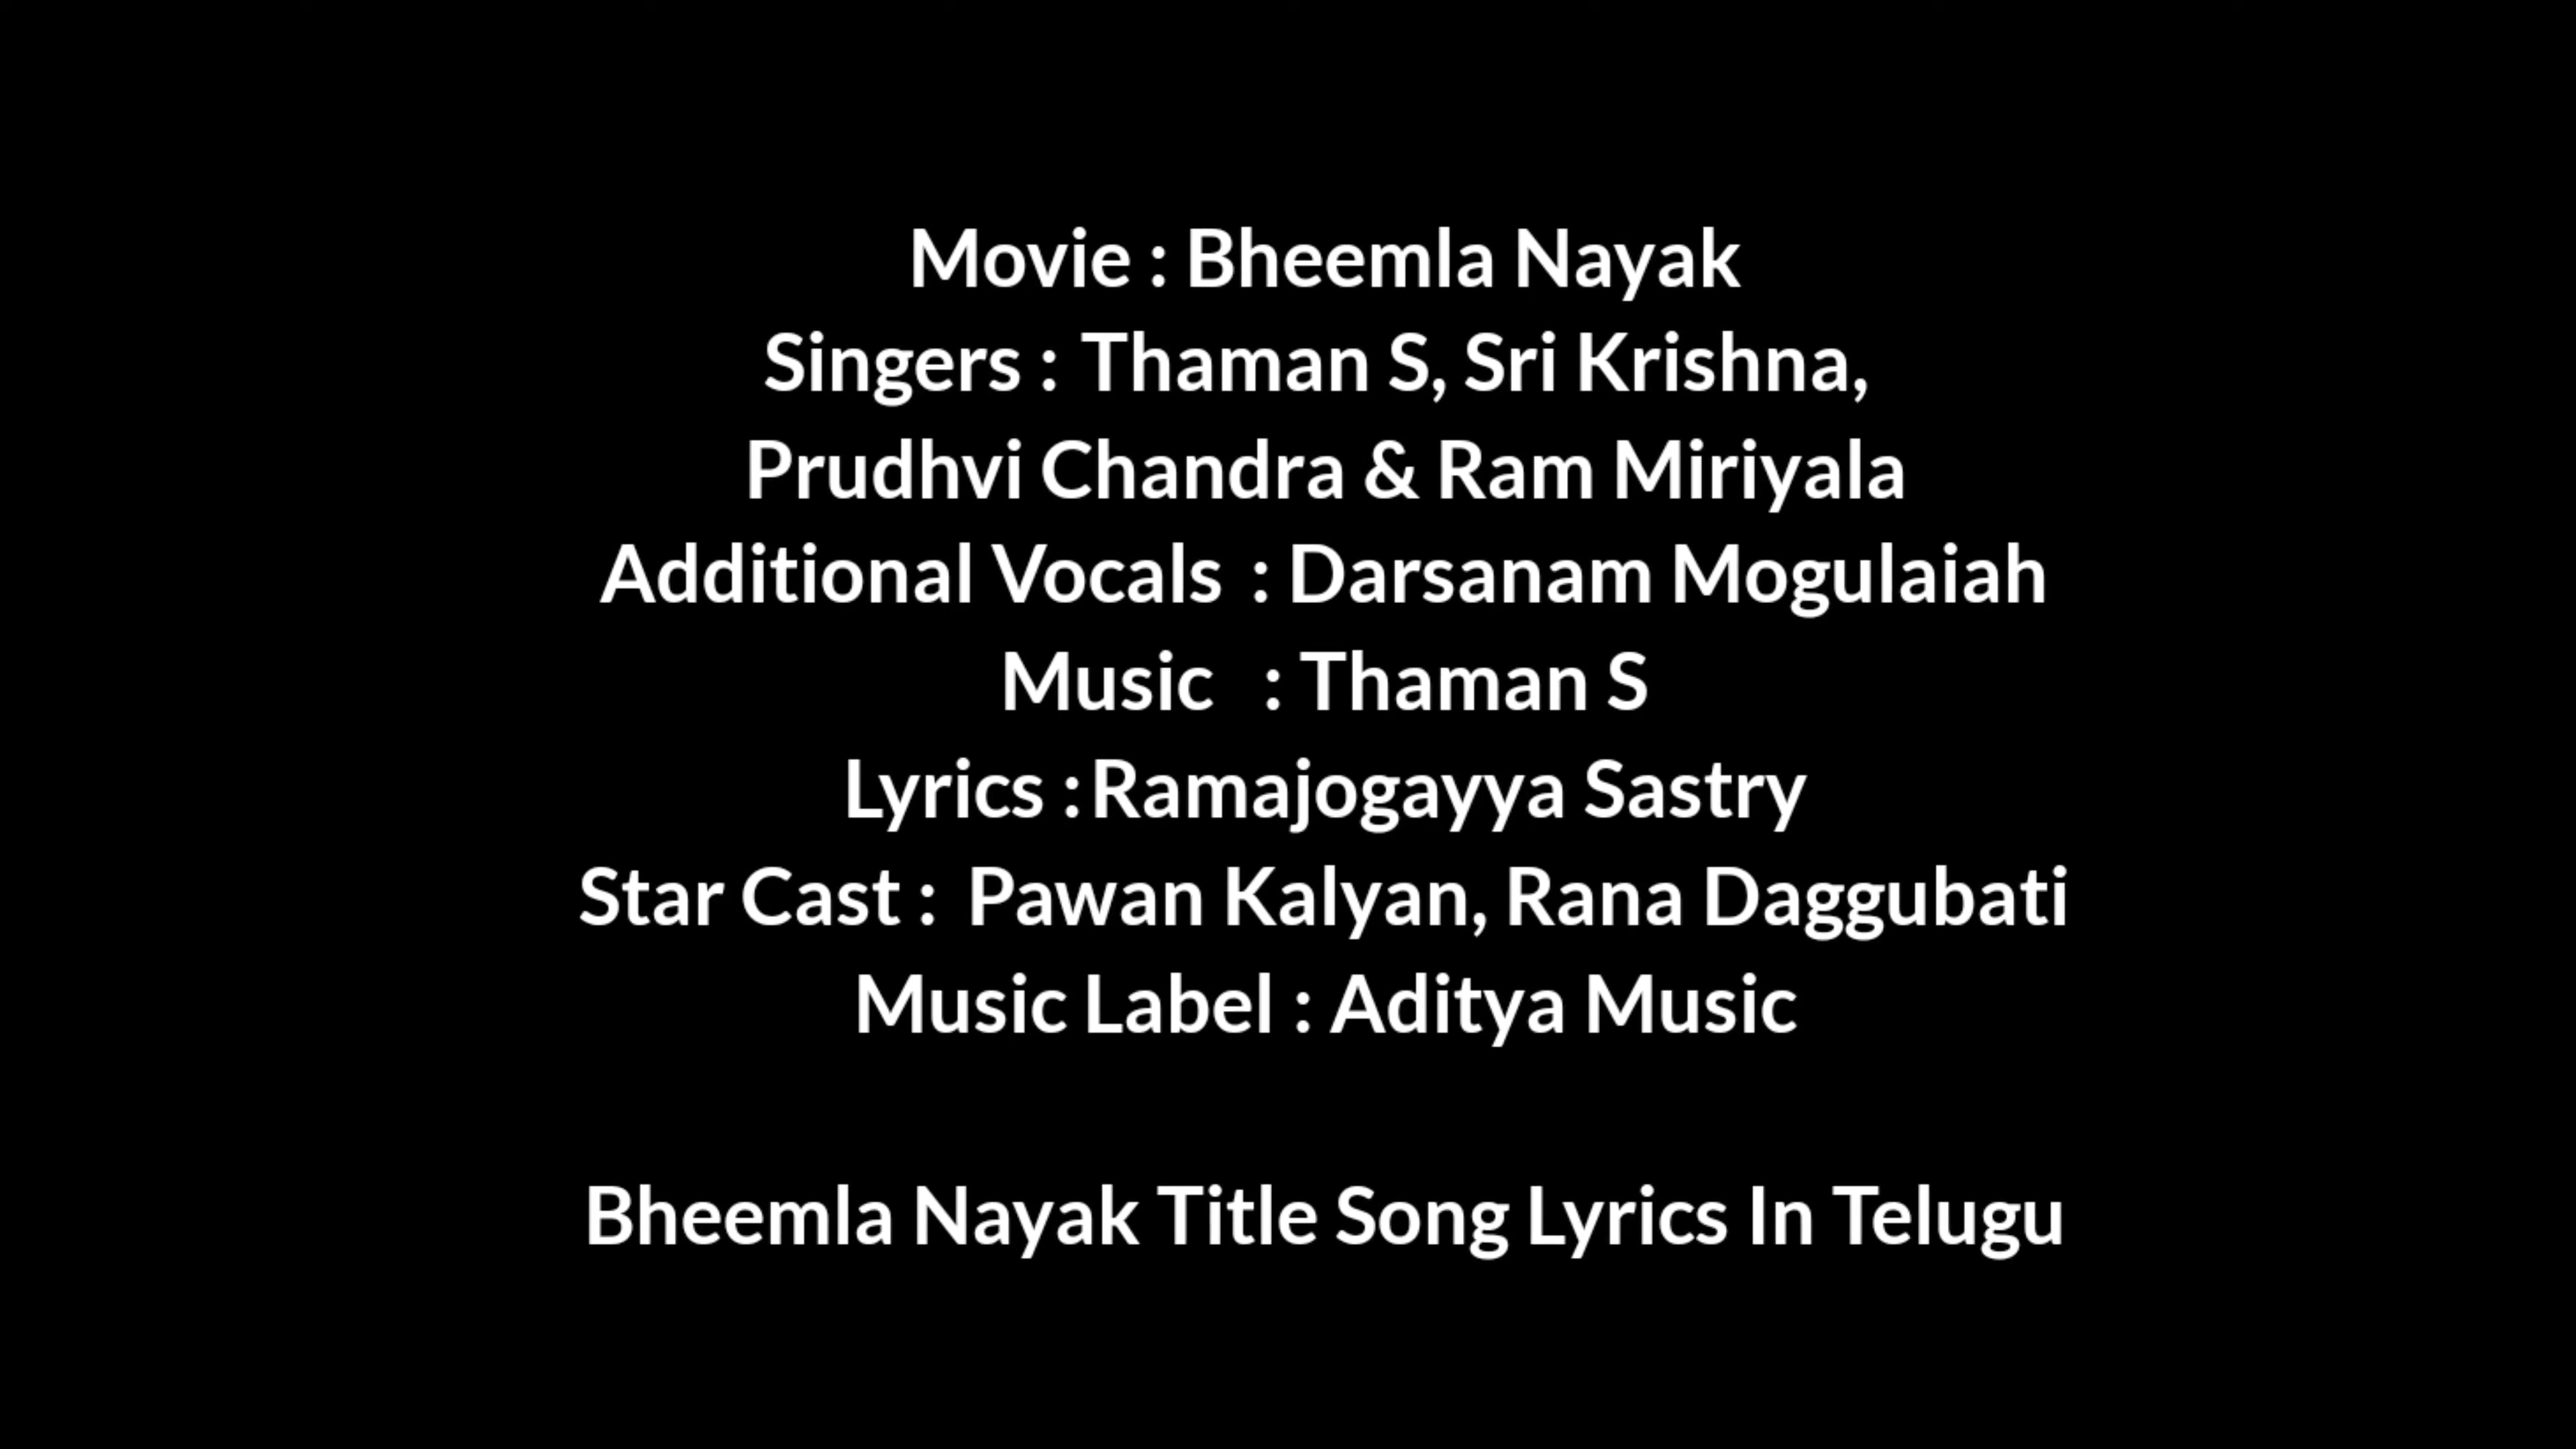 Movie : Bheemla Nayak
Singers : Thaman S, Sri Krishna,
Prudhvi Chandra & Ram Miriyala
Additional Vocals : Darsanam Mogulaiah
Music : Thaman S
Lyrics :Ramajogayya Sastry
Star Cast : Pawan Kalyan, Rana Daggubati
Music Label : Aditya Music
Bheemla Nayak Title Song Lyrics In Telugu